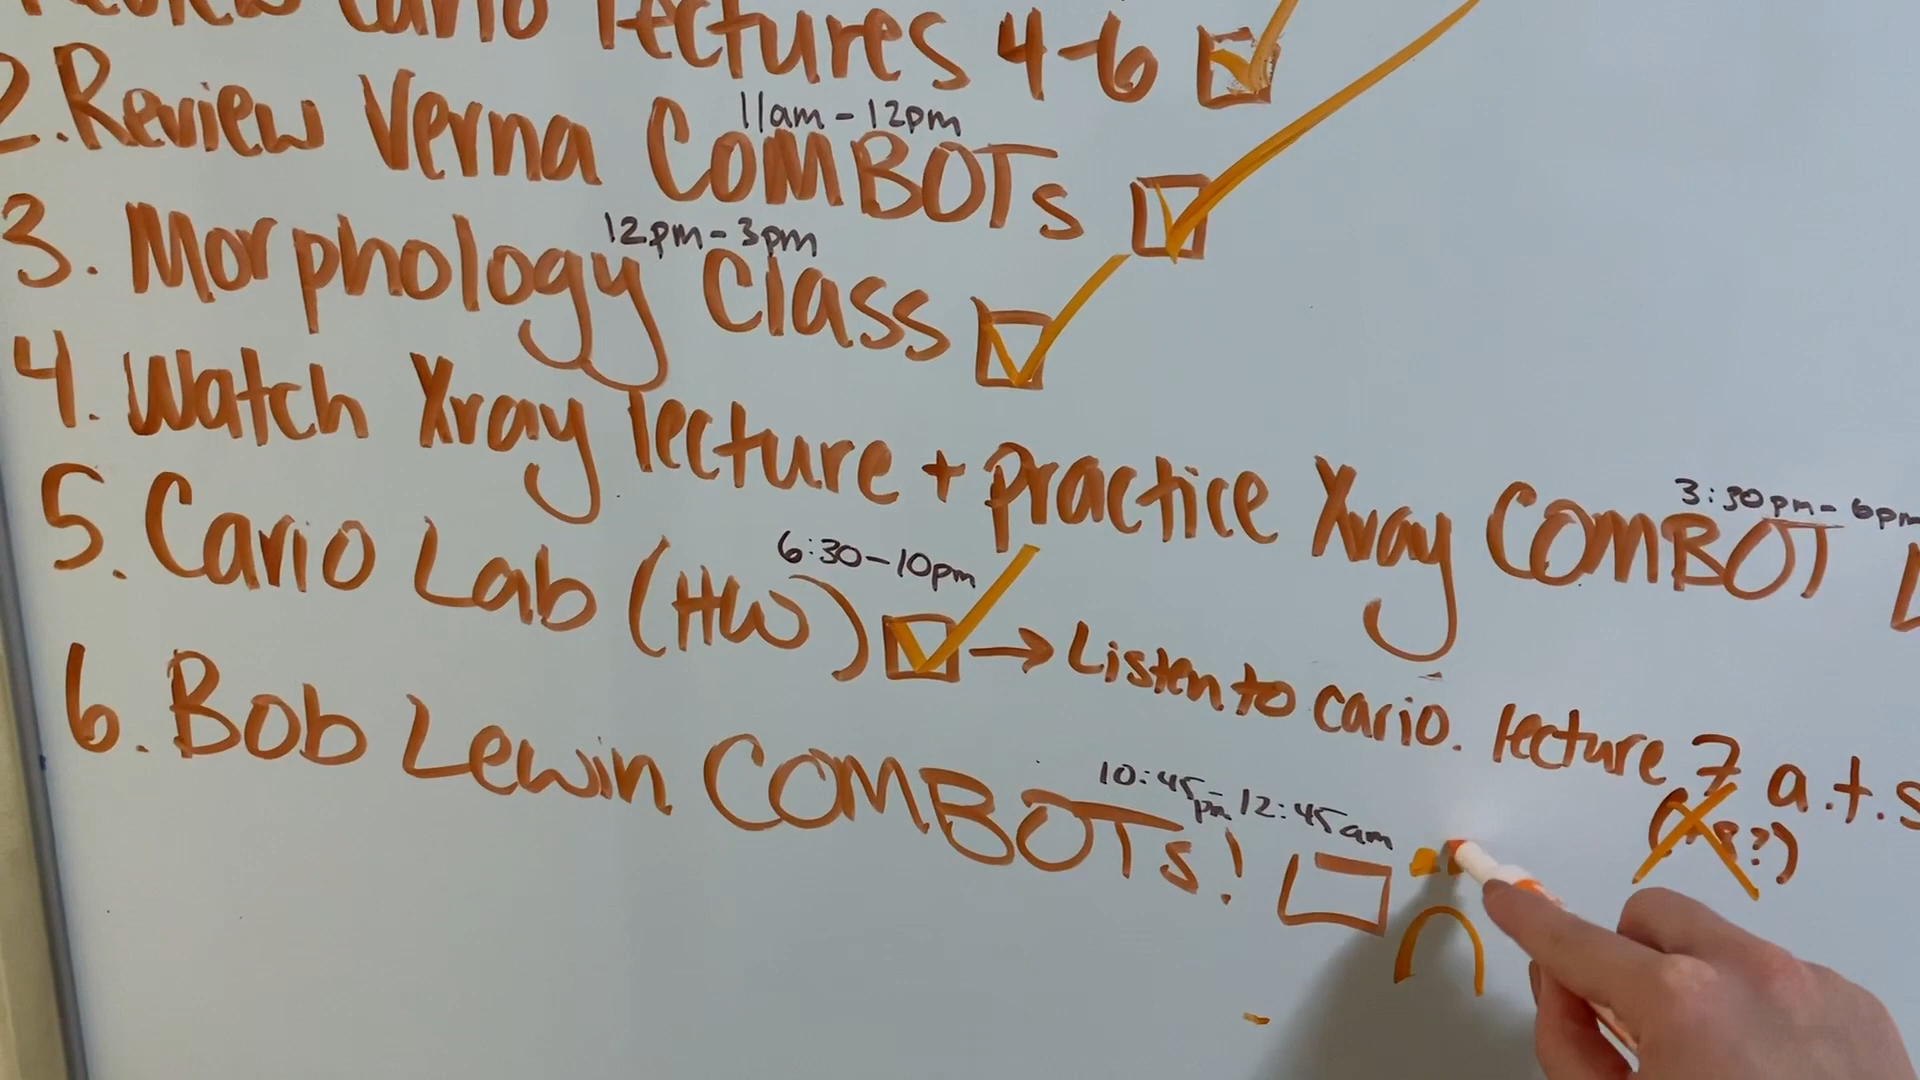 Review Cario lectures 4-6
11am - 12pm
2. Review Verna COMBOTs
12pm - 3pm
3. Morphology Class
4. Watch Xray lecture + practice Xray COMBOT
3:30pm - 6pm
6:30-10pm
5. Cario Lab (HW) → Listen to cario. lecture 7 a.t.s
10:45pm - 12:45am
6. Bob Lewin COMBOTs!